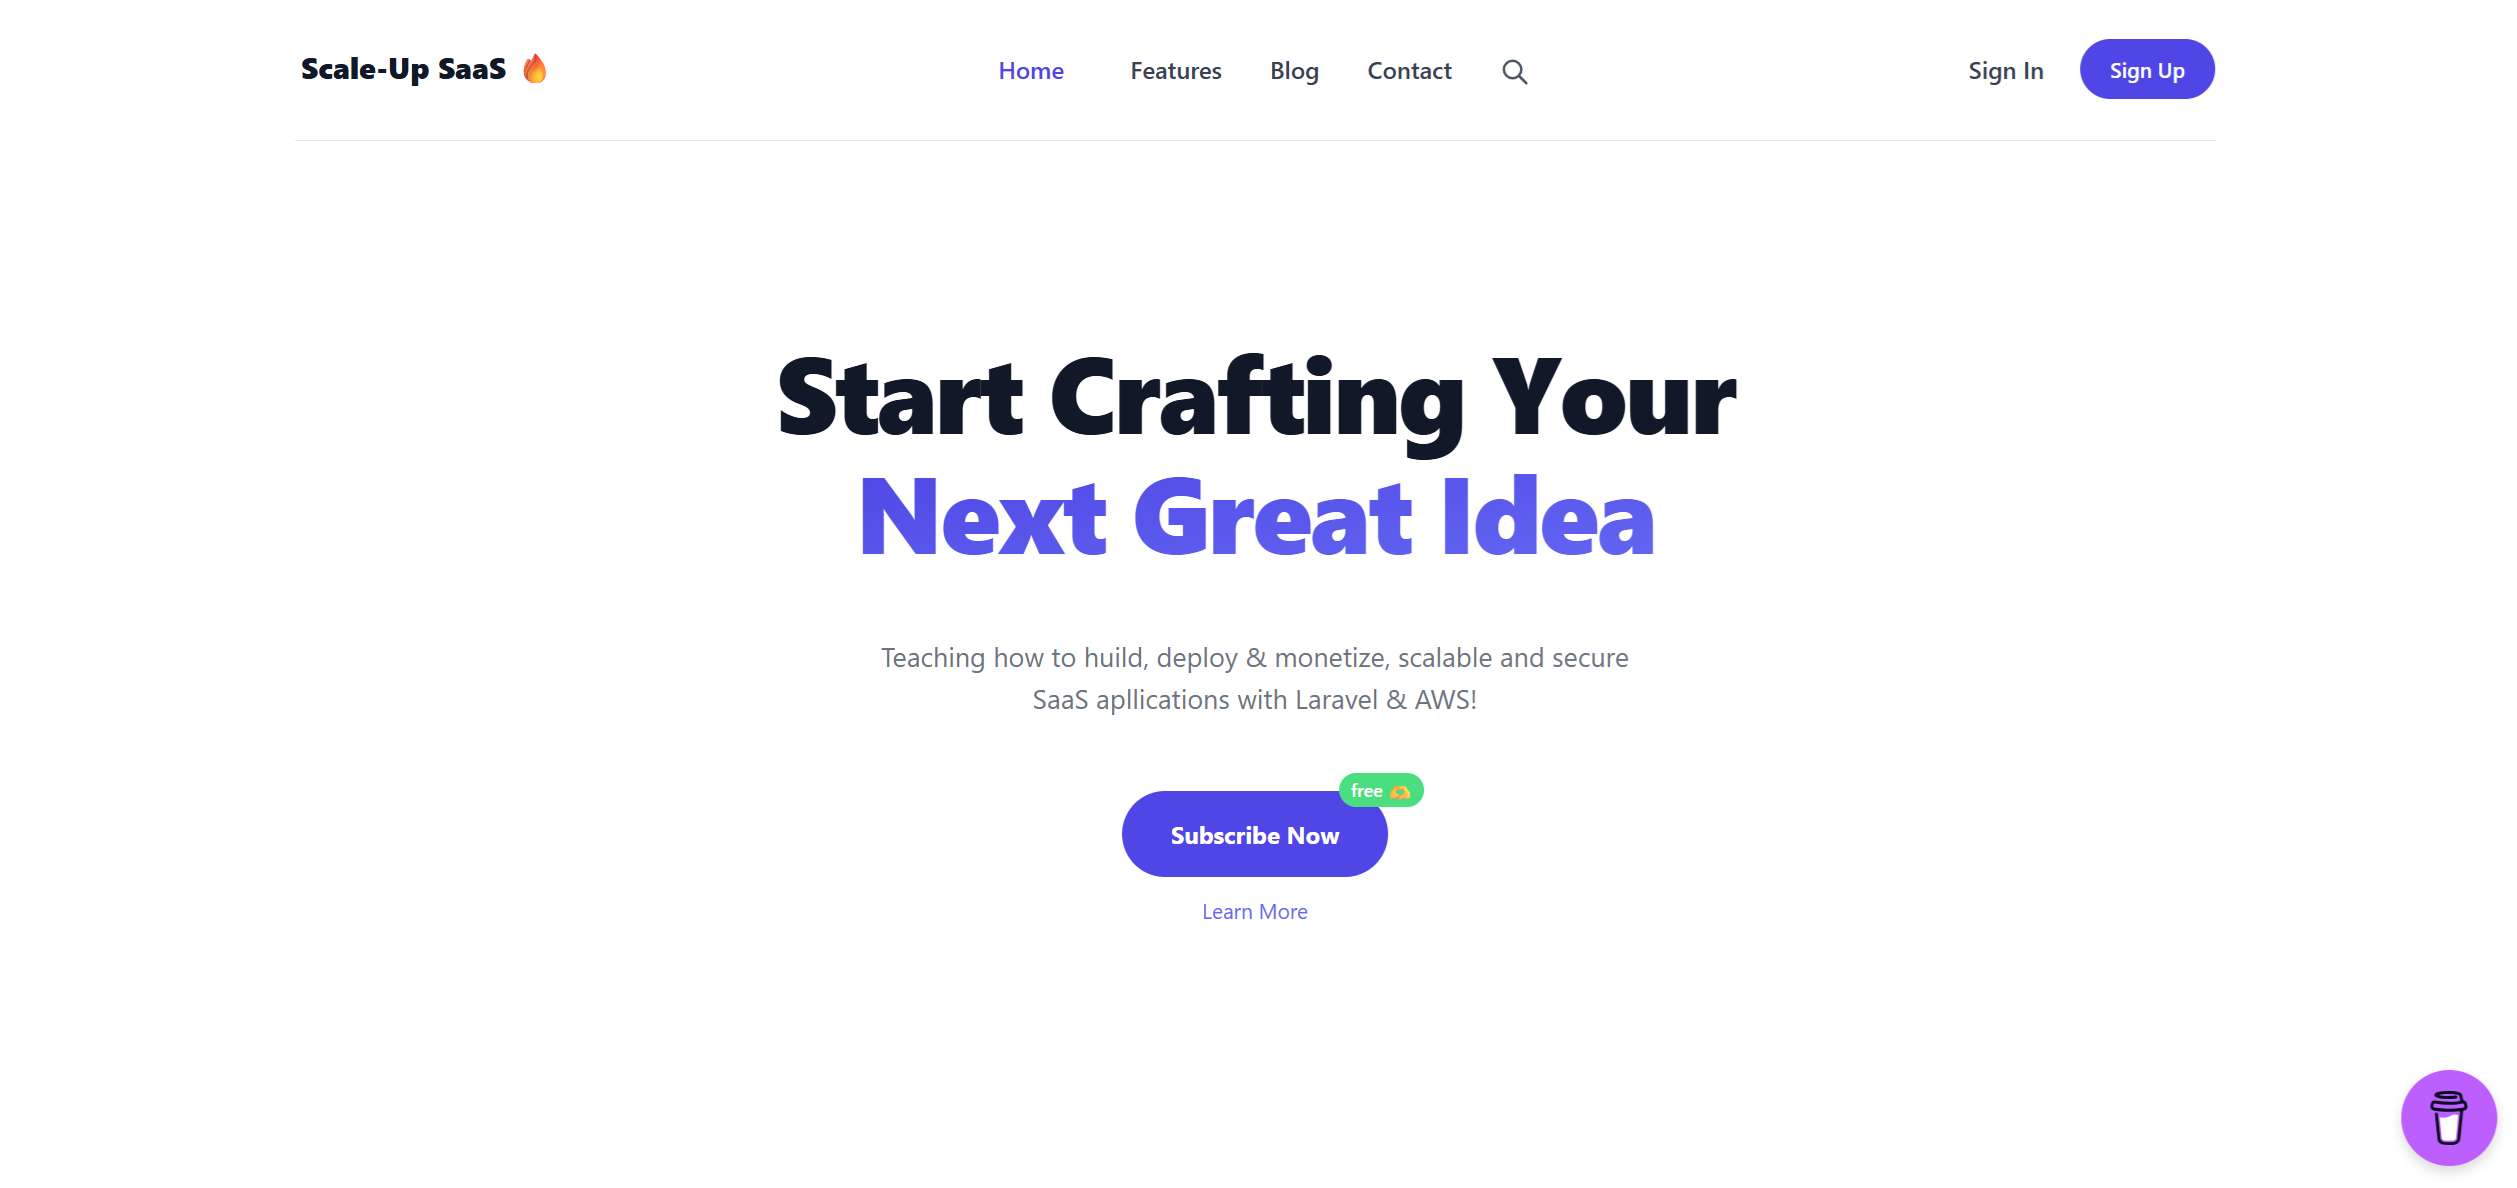 Scale-Up SaaS 🔥
Home Features Blog Contact
Sign In Sign Up
Start Crafting Your
Next Great Idea
Teaching how to huild, deploy & monetize, scalable and secure
SaaS apllications with Laravel & AWS!
free 🫶
Subscribe Now
Learn More